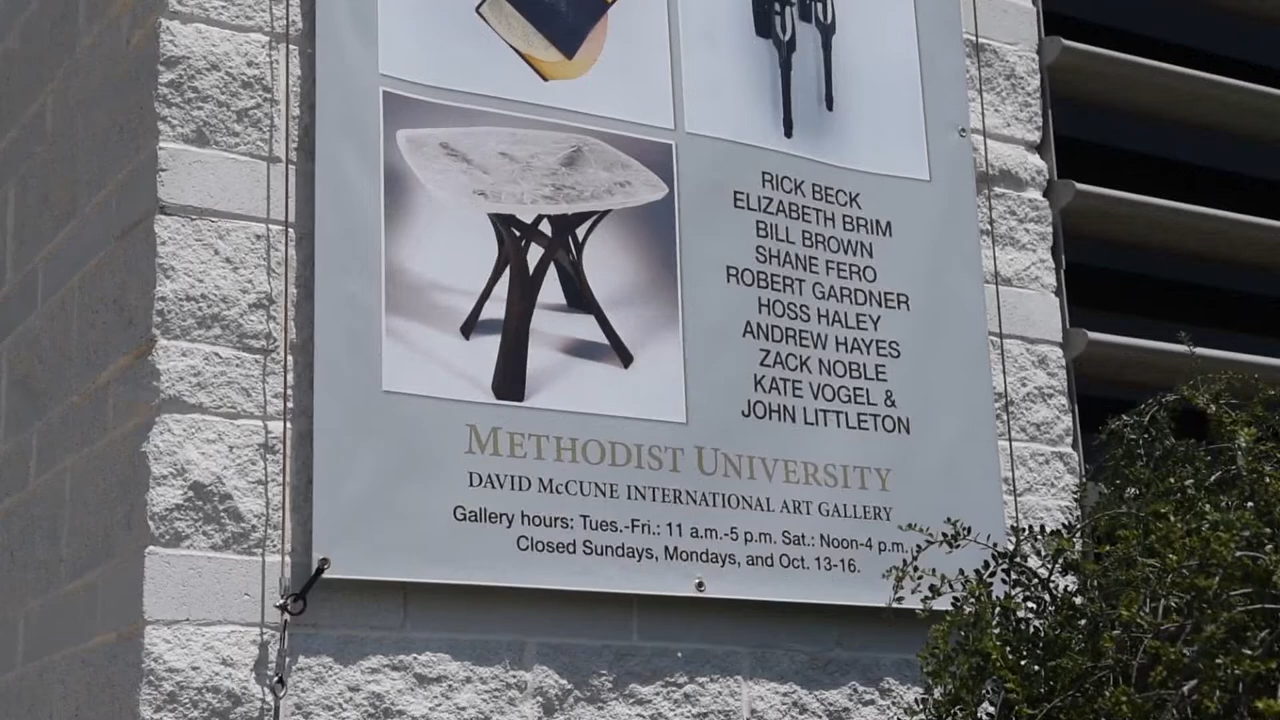 RICK BECK
ELIZABETH BRIM
BILL BROWN
SHANE FERO
ROBERT GARDNER
HOSS HALEY
ANDREW HAYES
ZACK NOBLE
KATE VOGEL &
JOHN LITTLETON
METHODIST UNIVERSITY
DAVID McCUNE INTERNATIONAL ART GALLERY
Gallery hours: Tues.-Fri.: 11 a.m.-5 p.m. Sat.: Noon-4 p.m.
Closed Sundays, Mondays, and Oct. 13-16.